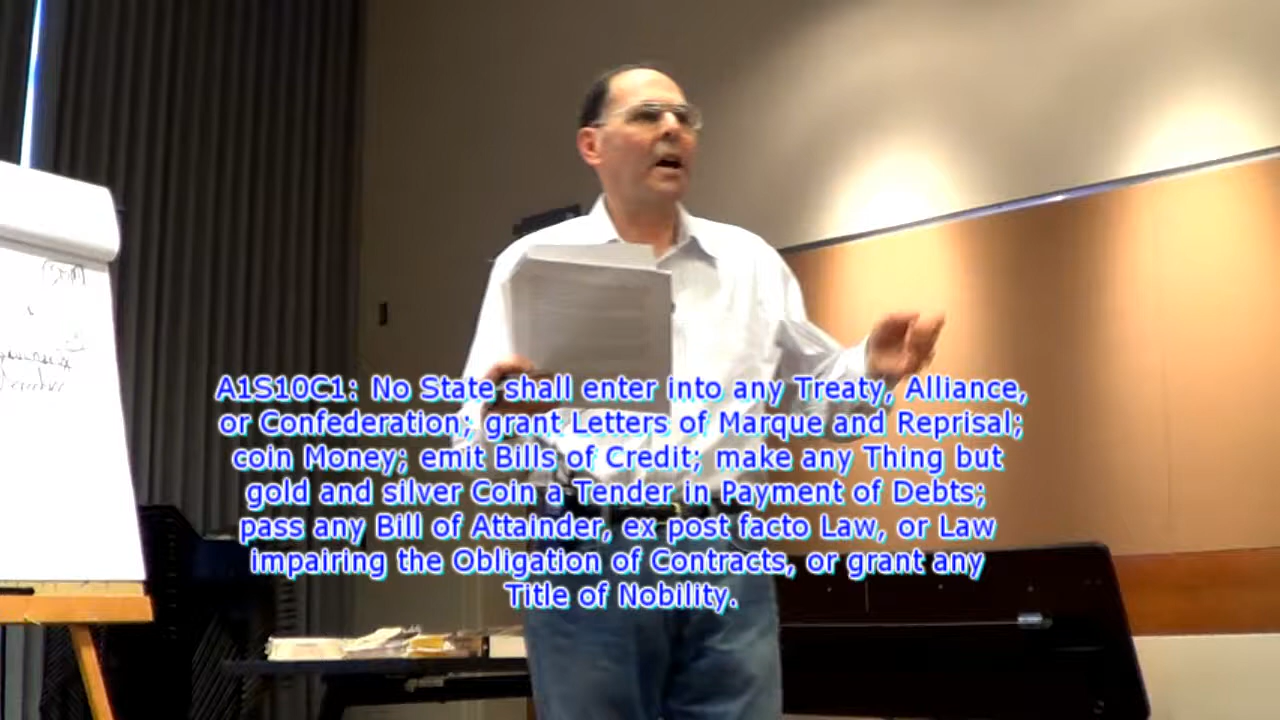 A1S10C1: No State shall enter into any Treaty, Alliance,
or Confederation; grant Letters of Marque and Reprisal;
coin Money; emit Bills of Credit; make any Thing but
gold and silver Coin a Tender in Payment of Debts;
pass any Bill of Attainder, ex post facto Law, or Law
impairing the Obligation of Contracts, or grant any
Title of Nobility.